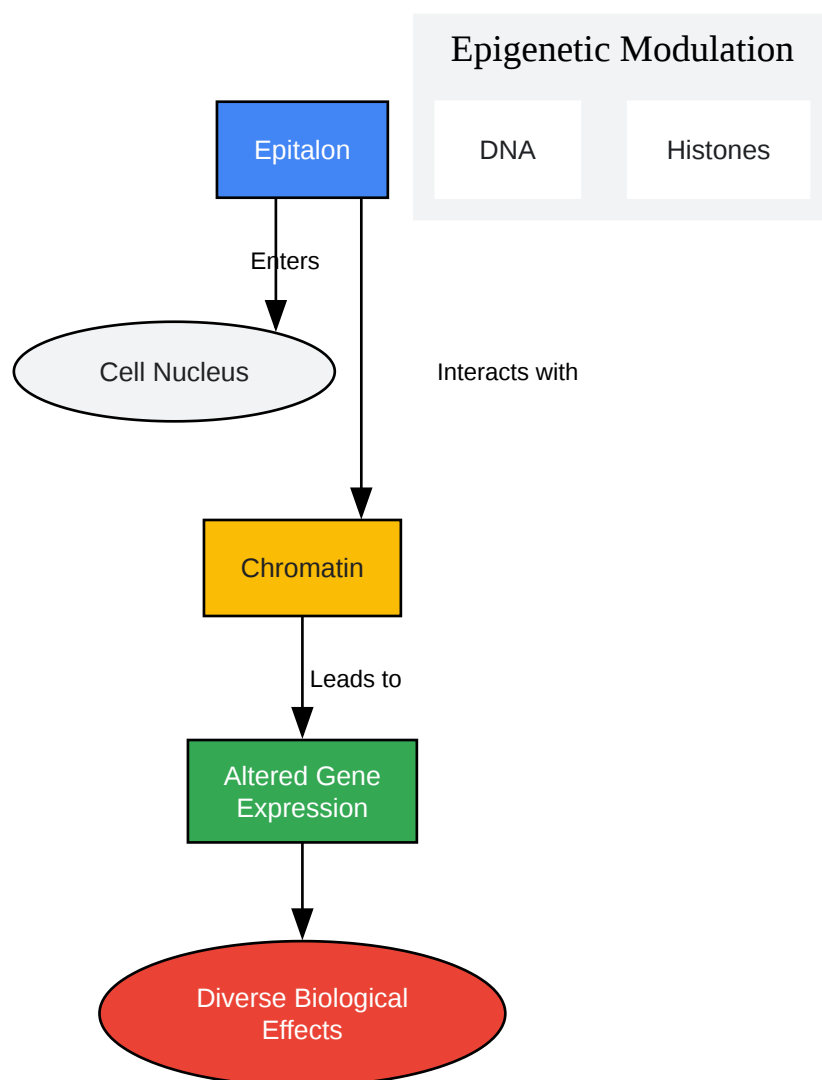 Epigenetic Modulation
Epitalon
DNA
Histones
Enters
Cell Nucleus
Interacts with
Chromatin
Leads to
Altered Gene
Expression
Diverse Biological
Effects